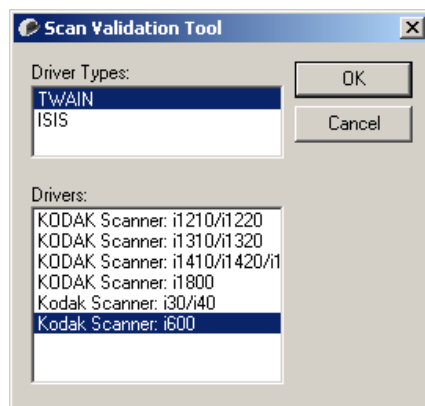 Scan Validation Tool
Driver Types:
TWAIN
ISIS
OK
Cancel
Drivers:
KODAK Scanner: i1210/i1220
KODAK Scanner: i1310/i1320
KODAK Scanner: i1410/i1420/i1
KODAK Scanner: i1800
Kodak Scanner: i30/i40
Kodak Scanner: i600